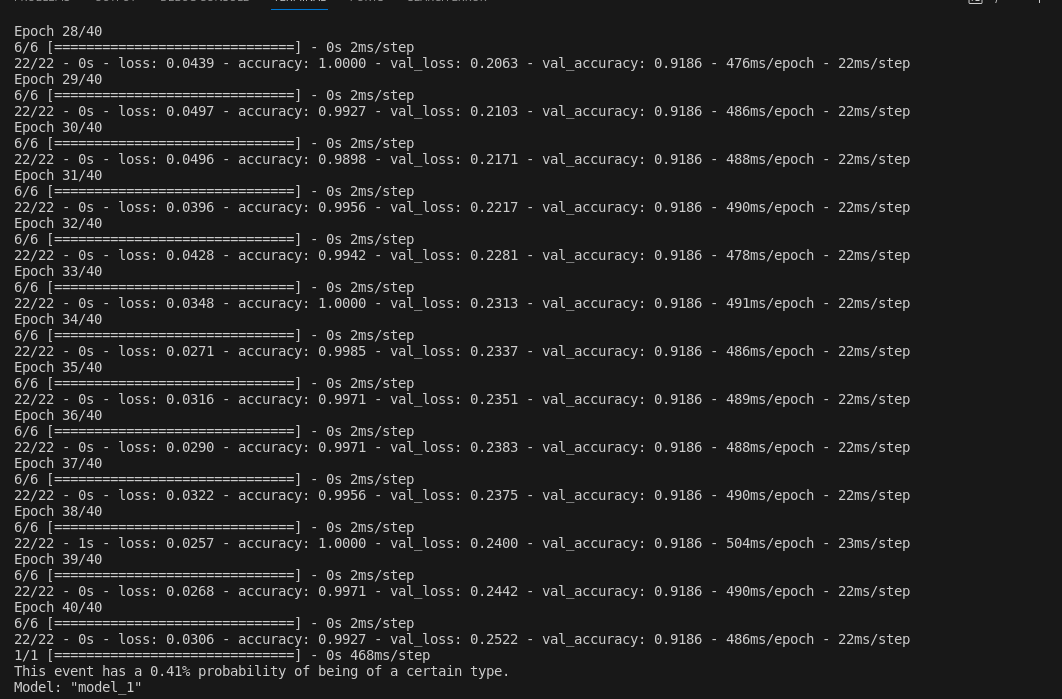 Epoch 28/40
6/6 [==============================] - 0s 2ms/step
22/22 - 0s - loss: 0.0439 - accuracy: 1.0000 - val_loss: 0.2063 - val_accuracy: 0.9186 - 476ms/epoch - 22ms/step
Epoch 29/40
6/6 [==============================] - 0s 2ms/step
22/22 - 0s - loss: 0.0497 - accuracy: 0.9927 - val_loss: 0.2103 - val_accuracy: 0.9186 - 486ms/epoch - 22ms/step
Epoch 30/40
6/6 [==============================] - 0s 2ms/step
22/22 - 0s - loss: 0.0496 - accuracy: 0.9898 - val_loss: 0.2171 - val_accuracy: 0.9186 - 488ms/epoch - 22ms/step
Epoch 31/40
6/6 [==============================] - 0s 2ms/step
22/22 - 0s - loss: 0.0396 - accuracy: 0.9956 - val_loss: 0.2217 - val_accuracy: 0.9186 - 490ms/epoch - 22ms/step
Epoch 32/40
6/6 [==============================] - 0s 2ms/step
22/22 - 0s - loss: 0.0428 - accuracy: 0.9942 - val_loss: 0.2281 - val_accuracy: 0.9186 - 478ms/epoch - 22ms/step
Epoch 33/40
6/6 [==============================] - 0s 2ms/step
22/22 - 0s - loss: 0.0348 - accuracy: 1.0000 - val_loss: 0.2313 - val_accuracy: 0.9186 - 491ms/epoch - 22ms/step
Epoch 34/40
6/6 [==============================] - 0s 2ms/step
22/22 - 0s - loss: 0.0271 - accuracy: 0.9985 - val_loss: 0.2337 - val_accuracy: 0.9186 - 486ms/epoch - 22ms/step
Epoch 35/40
6/6 [==============================] - 0s 2ms/step
22/22 - 0s - loss: 0.0316 - accuracy: 0.9971 - val_loss: 0.2351 - val_accuracy: 0.9186 - 489ms/epoch - 22ms/step
Epoch 36/40
6/6 [==============================] - 0s 2ms/step
22/22 - 0s - loss: 0.0290 - accuracy: 0.9971 - val_loss: 0.2383 - val_accuracy: 0.9186 - 488ms/epoch - 22ms/step
Epoch 37/40
6/6 [==============================] - 0s 2ms/step
22/22 - 0s - loss: 0.0322 - accuracy: 0.9956 - val_loss: 0.2375 - val_accuracy: 0.9186 - 490ms/epoch - 22ms/step
Epoch 38/40
6/6 [==============================] - 0s 2ms/step
22/22 - 1s - loss: 0.0257 - accuracy: 1.0000 - val_loss: 0.2400 - val_accuracy: 0.9186 - 504ms/epoch - 23ms/step
Epoch 39/40
6/6 [==============================] - 0s 2ms/step
22/22 - 0s - loss: 0.0268 - accuracy: 0.9971 - val_loss: 0.2442 - val_accuracy: 0.9186 - 490ms/epoch - 22ms/step
Epoch 40/40
6/6 [==============================] - 0s 2ms/step
22/22 - 0s - loss: 0.0306 - accuracy: 0.9927 - val_loss: 0.2522 - val_accuracy: 0.9186 - 486ms/epoch - 22ms/step
1/1 [==============================] - 0s 468ms/step
This event has a 0.41% probability of being of a certain type.
Model: "model_1"